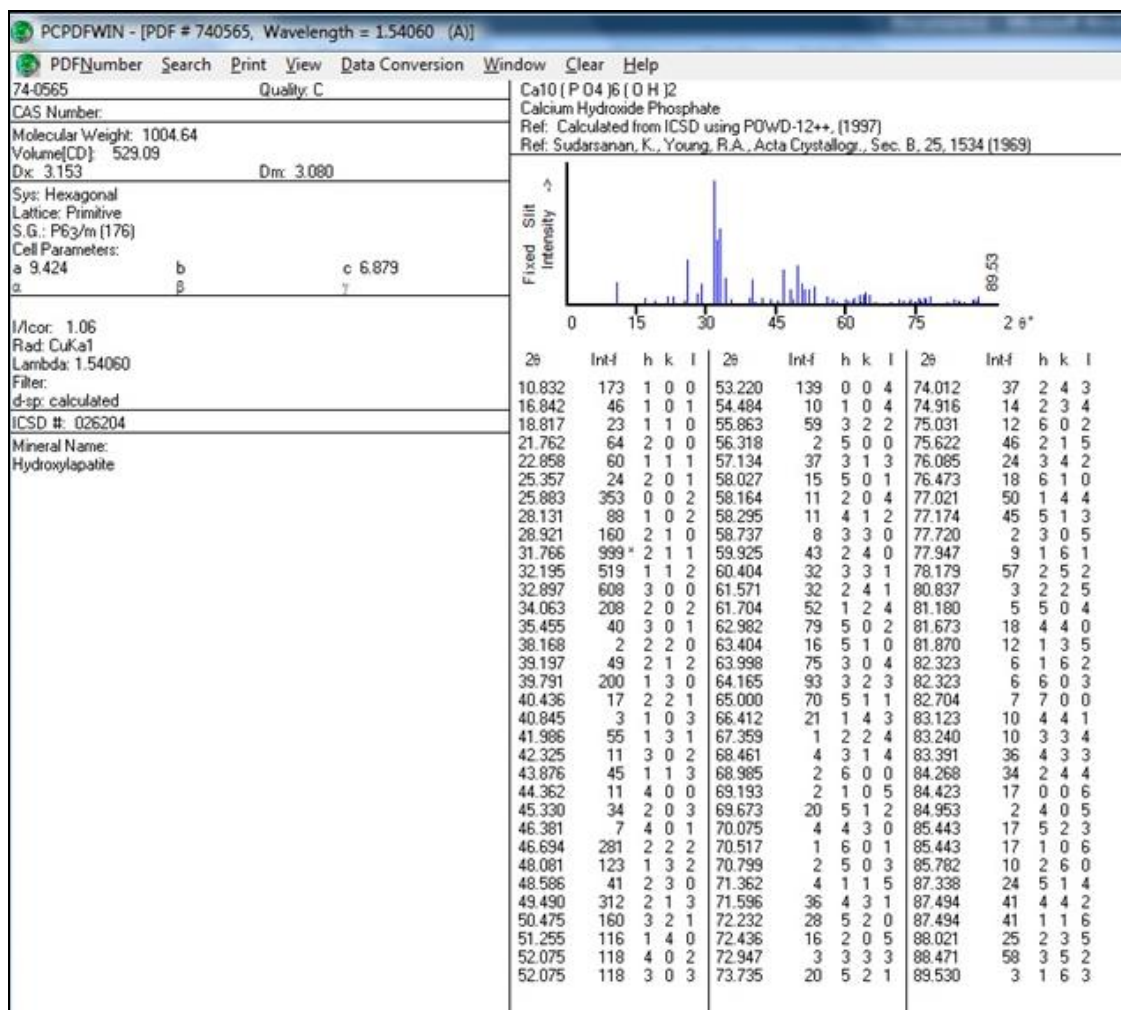 PCPDFWIN - [PDF # 740565, Wavelength = 1.54060 (A)]
PDFNumber Search Print View Data Conversion Window Clear Help
74-0565 Quality: C
CAS Number:
Molecular Weight: 1004.64
Volume[CD]: 529.09
Dx: 3.153 Dm: 3.080
Sys: Hexagonal
Lattice: Primitive
S.G.: P63/m (176)
Cell Parameters:
a 9.424 b c 6.879
α β γ
I/Icor: 1.06
Rad: CuKa1
Lambda: 1.54060
Filter:
d-sp: calculated
ICSD #: 026204
Mineral Name:
Hydroxylapatite
Ca10 ( P O4 )6 ( O H )2
Calcium Hydroxide Phosphate
Ref: Calculated from ICSD using POWD-12++, (1997)
Ref: Sudarsanan, K., Young, R.A., Acta Crystallogr., Sec. B, 25, 1534 (1969)
Fixed Slit
Intensity ->
89.53
0 15 30 45 60 75 2 θ°
2θ Int-f h k l 2θ Int-f h k l 2θ Int-f h k l
10.832 173 1 0 0 53.220 139 0 0 4 74.012 37 2 4 3
16.842 46 1 0 1 54.484 10 1 0 4 74.916 14 2 3 4
18.817 23 1 1 0 55.863 59 3 2 2 75.031 12 6 0 2
21.762 64 2 0 0 56.318 2 5 0 0 75.622 46 2 1 5
22.858 60 1 1 1 57.134 37 3 1 3 76.085 24 3 4 2
25.357 24 2 0 1 58.027 15 5 0 1 76.473 18 6 1 0
25.883 353 0 0 2 58.164 11 2 0 4 77.021 50 1 4 4
28.131 88 1 0 2 58.295 11 4 1 2 77.174 45 5 1 3
28.921 160 2 1 0 58.737 8 3 3 0 77.720 2 3 0 5
31.766 999 * 2 1 1 59.925 43 2 4 0 77.947 9 1 6 1
32.195 519 1 1 2 60.404 32 3 3 1 78.179 57 2 5 2
32.897 608 3 0 0 61.571 32 2 4 1 80.837 3 2 2 5
34.063 208 2 0 2 61.704 52 1 2 4 81.180 5 5 0 4
35.455 40 3 0 1 62.982 79 5 0 2 81.673 18 4 4 0
38.168 2 2 2 0 63.404 16 5 1 0 81.870 12 1 3 5
39.197 49 2 1 2 63.998 75 3 0 4 82.323 6 1 6 2
39.791 200 1 3 0 64.165 93 3 2 3 82.323 6 6 0 3
40.436 17 2 2 1 65.000 70 5 1 1 82.704 7 7 0 0
40.845 3 1 0 3 66.412 21 1 4 3 83.123 10 4 4 1
41.986 55 1 3 1 67.359 1 2 2 4 83.240 10 3 3 4
42.325 11 3 0 2 68.461 4 3 1 4 83.391 36 4 3 3
43.876 45 1 1 3 68.985 2 6 0 0 84.268 34 2 4 4
44.362 11 4 0 0 69.193 2 1 0 5 84.423 17 0 0 6
45.330 34 2 0 3 69.673 20 5 1 2 84.953 2 4 0 5
46.381 7 4 0 1 70.075 4 4 3 0 85.443 17 5 2 3
46.694 281 2 2 2 70.517 1 6 0 1 85.443 17 1 0 6
48.081 123 1 3 2 70.799 2 5 0 3 85.782 10 2 6 0
48.586 41 2 3 0 71.362 4 1 1 5 87.338 24 5 1 4
49.490 312 2 1 3 71.596 36 4 3 1 87.494 41 4 4 2
50.475 160 3 2 1 72.232 28 5 2 0 87.494 41 1 1 6
51.255 116 1 4 0 72.436 16 2 0 5 88.021 25 2 3 5
52.075 118 4 0 2 72.947 3 3 3 3 88.471 58 3 5 2
52.075 118 3 0 3 73.735 20 5 2 1 89.530 3 1 6 3